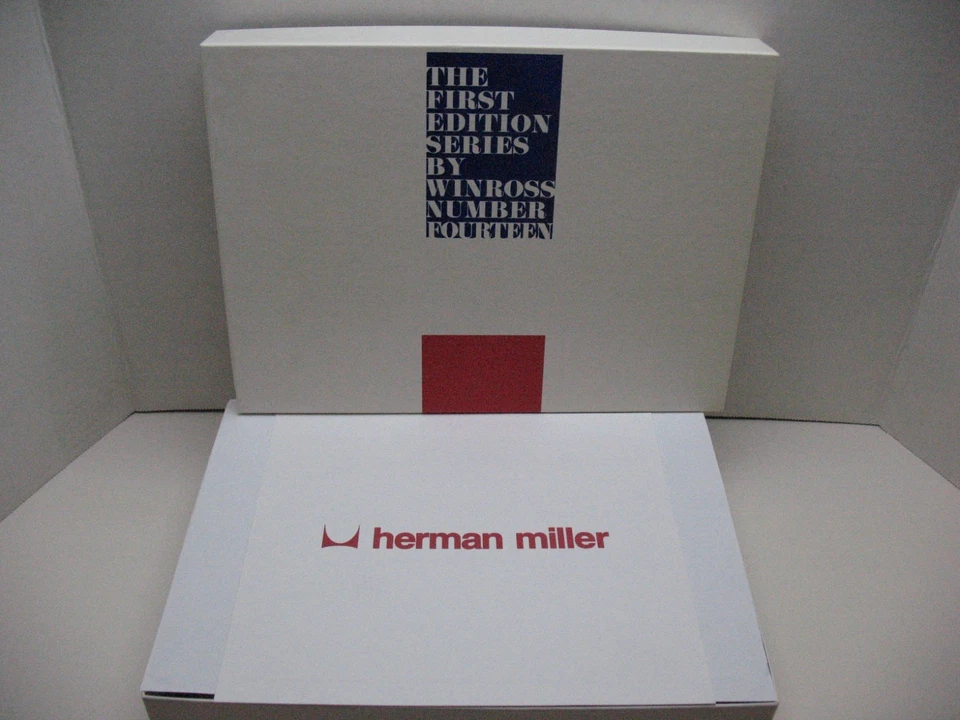 THE
FIRST
EDITION
SERIES
BY
WINROSS
NUMBER
FOURTEEN
herman miller